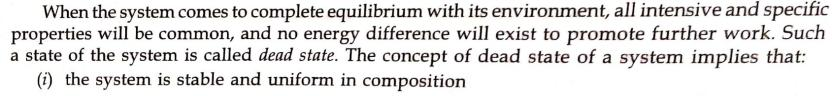 When the system comes to complete equilibrium with its environment, all intensive and specific
properties will be common, and no energy difference will exist to promote further work. Such
a state of the system is called dead state. The concept of dead state of a system implies that:
(i) the system is stable and uniform in composition